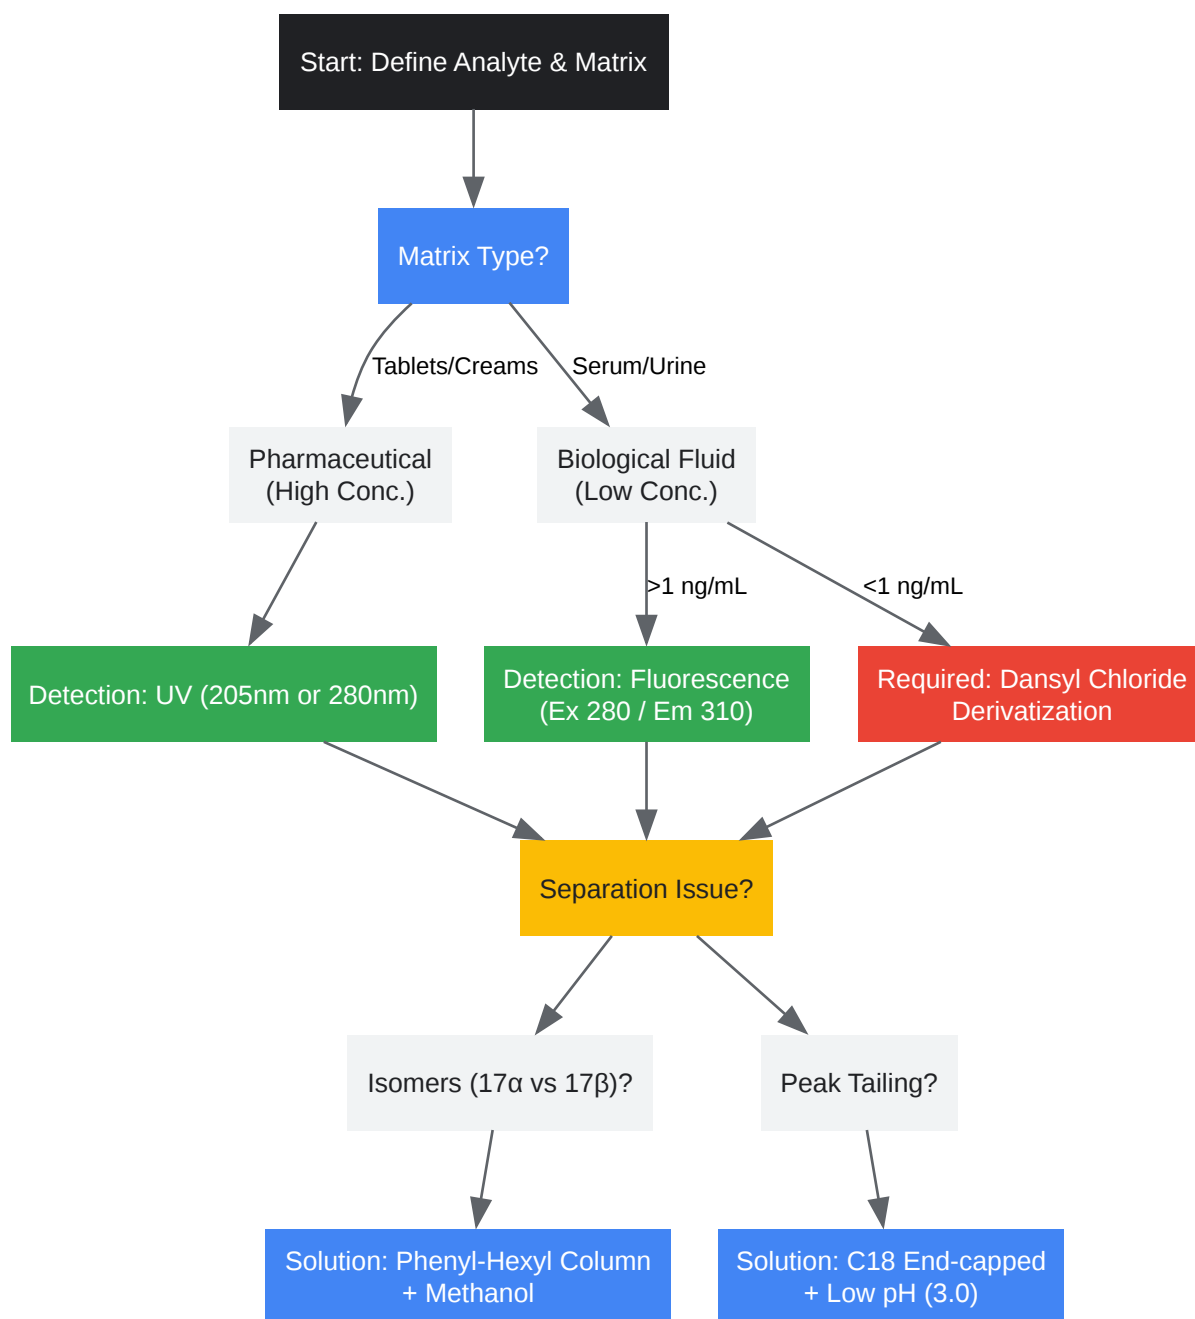 Start: Define Analyte & Matrix
Matrix Type?
Tablets/Creams
Serum/Urine
Pharmaceutical
(High Conc.)
Biological Fluid
(Low Conc.)
>1 ng/mL
<1 ng/mL
Detection: UV (205nm or 280nm)
Detection: Fluorescence
(Ex 280 / Em 310)
Required: Dansyl Chloride
Derivatization
Separation Issue?
Isomers (17α vs 17β)?
Peak Tailing?
Solution: Phenyl-Hexyl Column
+ Methanol
Solution: C18 End-capped
+ Low pH (3.0)